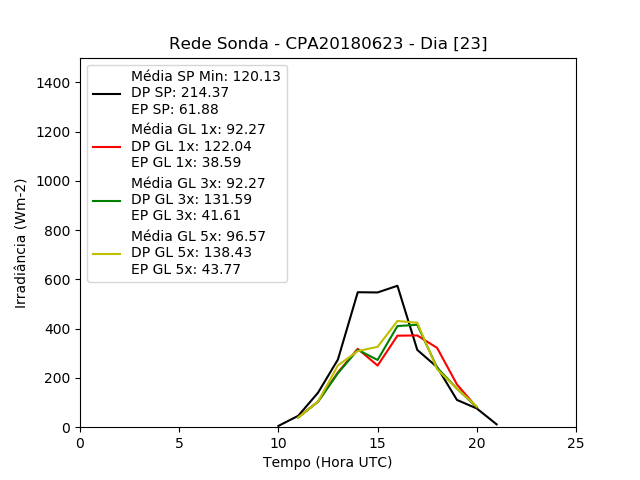 Rede Sonda - CPA20180623 - Dia [23]
Média SP Min: 120.13
DP SP: 214.37
EP SP: 61.88
Média GL 1x: 92.27
DP GL 1x: 122.04
EP GL 1x: 38.59
Média GL 3x: 92.27
DP GL 3x: 131.59
EP GL 3x: 41.61
Média GL 5x: 96.57
DP GL 5x: 138.43
EP GL 5x: 43.77
Irradiância (Wm-2)
1400
1200
1000
800
600
400
200
0
0 5 10 15 20 25
Tempo (Hora UTC)